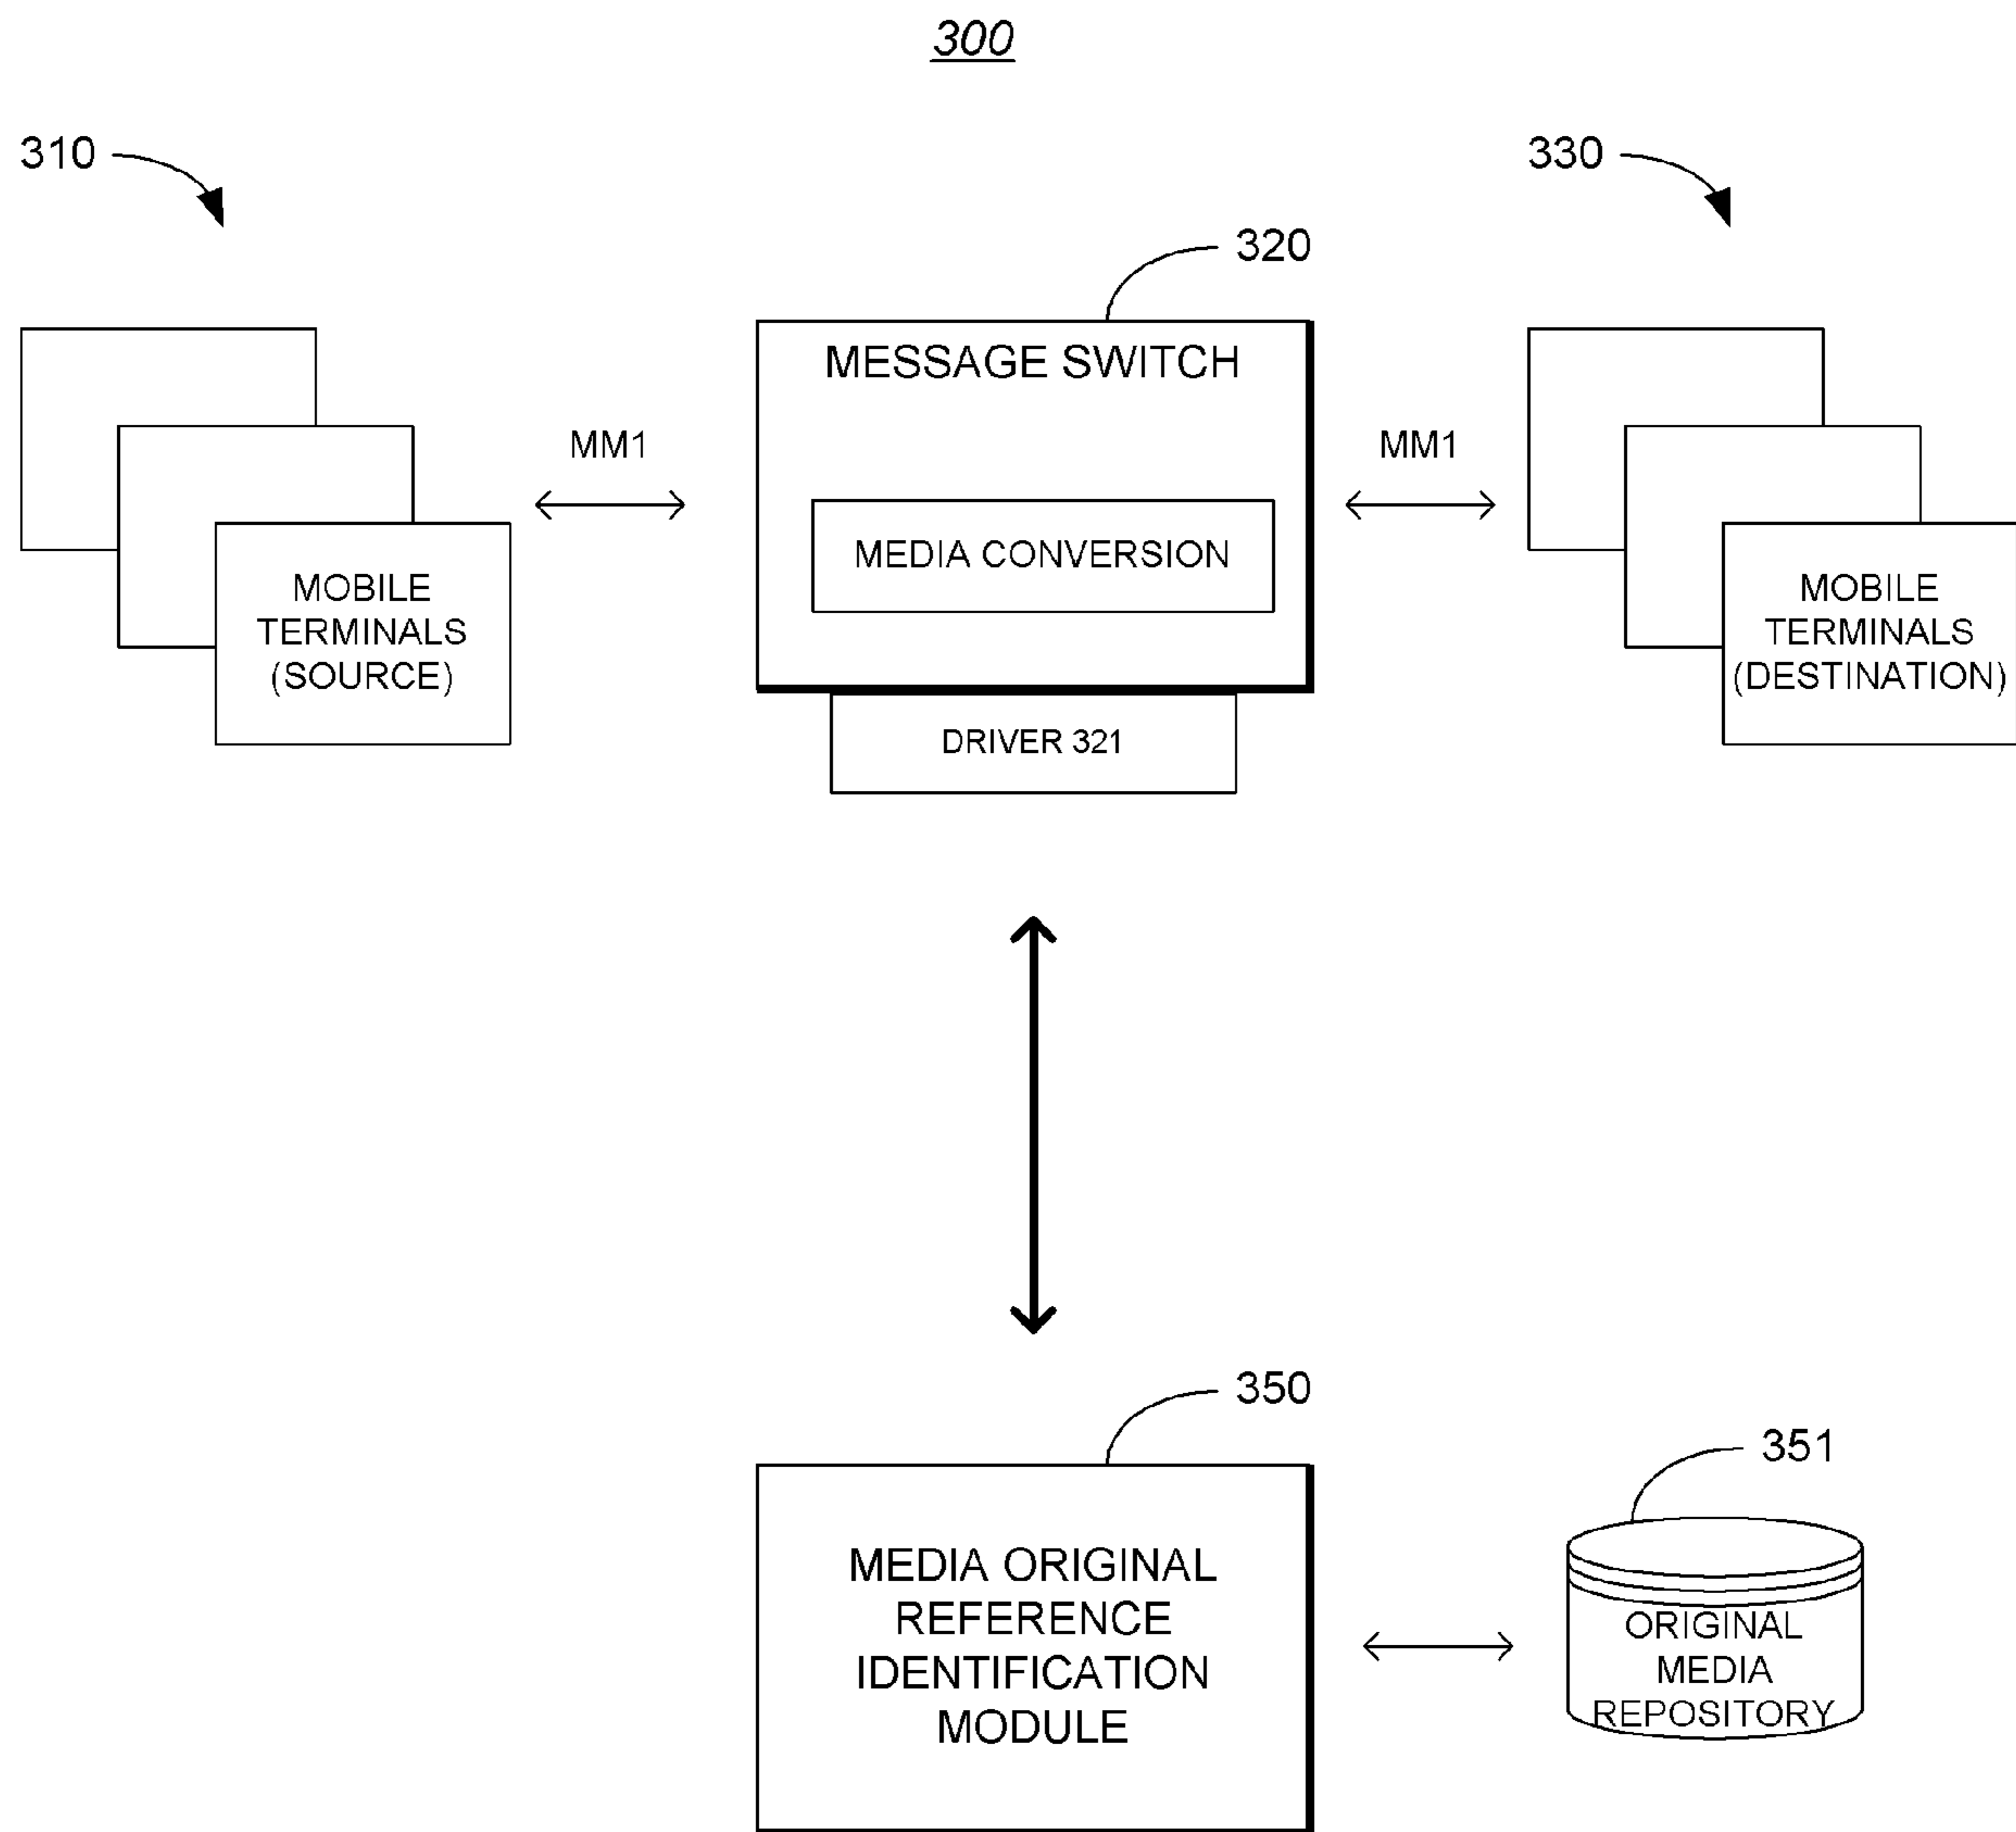 300
310
330
320
MESSAGE SWITCH
MM1
MM1
MEDIA CONVERSION
MOBILE
TERMINALS
(SOURCE)
MOBILE
TERMINALS
(DESTINATION)
DRIVER 321
350
351
MEDIA ORIGINAL
REFERENCE
IDENTIFICATION
MODULE
ORIGINAL
MEDIA
REPOSITORY